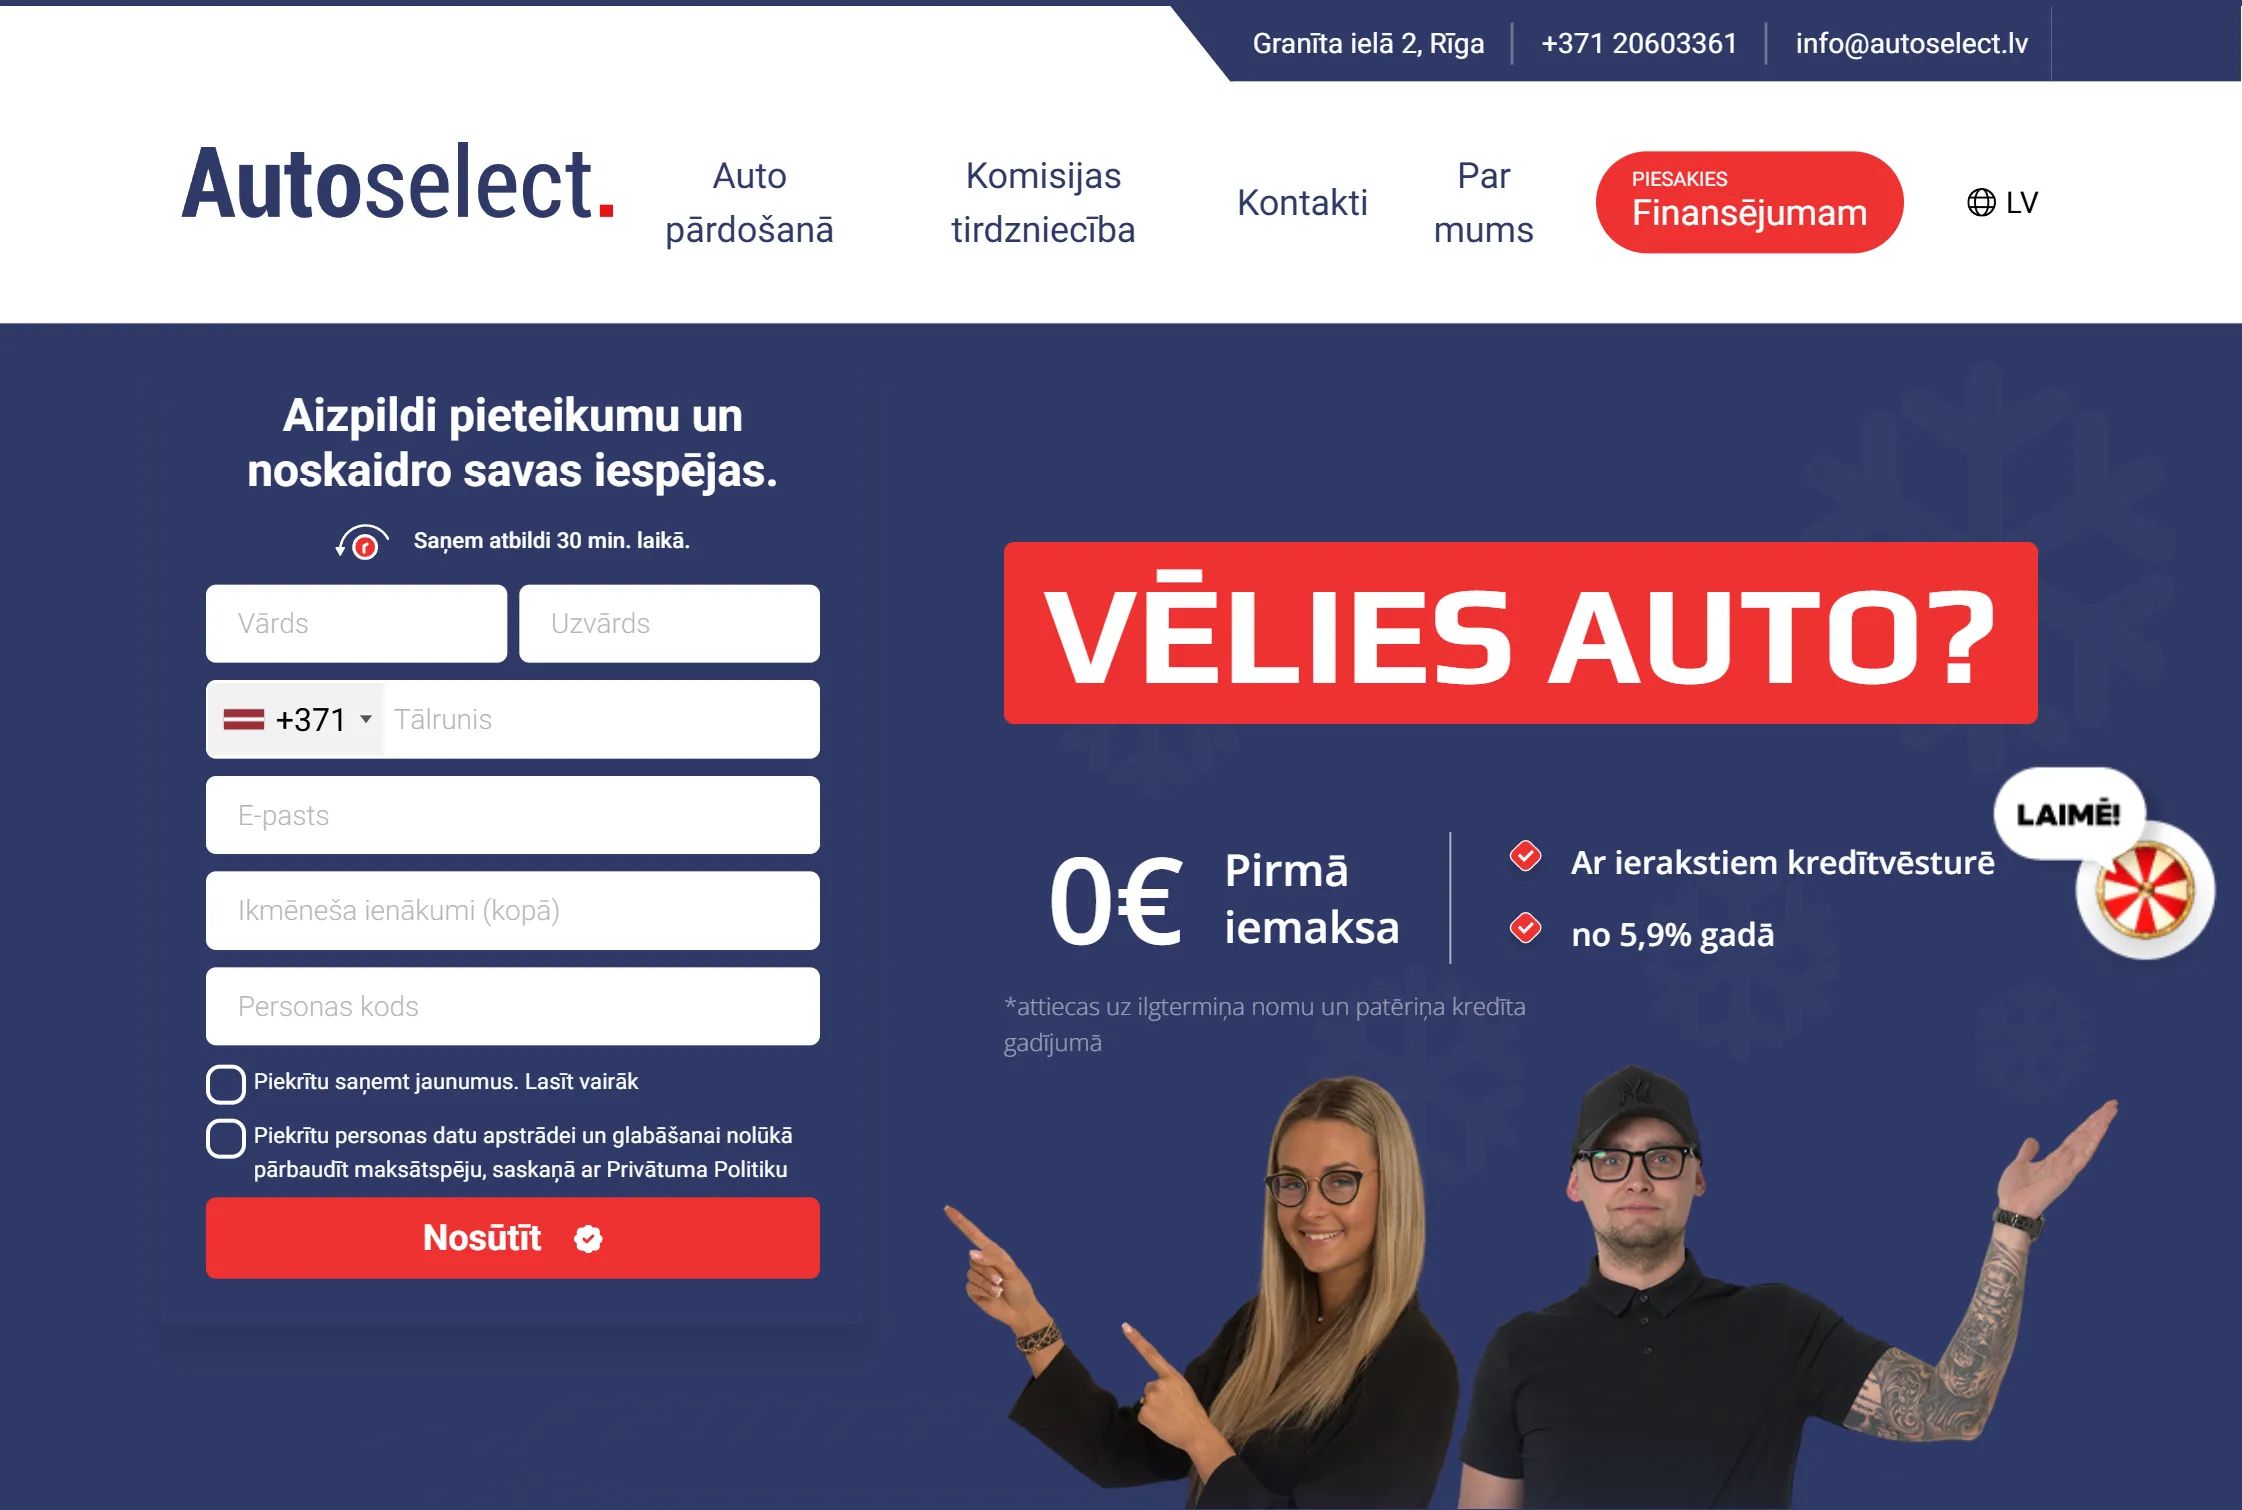 Granīta ielā 2, Rīga
+371 20603361
info@autoselect.lv
Autoselect.
Auto
pārdošanā
Komisijas
tirdzniecība
Kontakti
Par
mums
PIESAKIES
Finansējumam
LV
Aizpildi pieteikumu un
noskaidro savas iespējas.
Saņem atbildi 30 min. laikā.
Vārds
Uzvārds
+371
Tālrunis
E-pasts
Ikmēneša ienākumi (kopā)
Personas kods
Piekrītu saņemt jaunumus. Lasīt vairāk
Piekrītu personas datu apstrādei un glabāšanai nolūkā
pārbaudīt maksātspēju, saskaņā ar Privātuma Politiku
Nosūtīt
VĒLIES AUTO?
0€
Pirmā
iemaksa
Ar ierakstiem kredītvēsturē
no 5,9% gadā
LAIMĒ!
*attiecas uz ilgtermiņa nomu un patēriņa kredīta
gadījumā